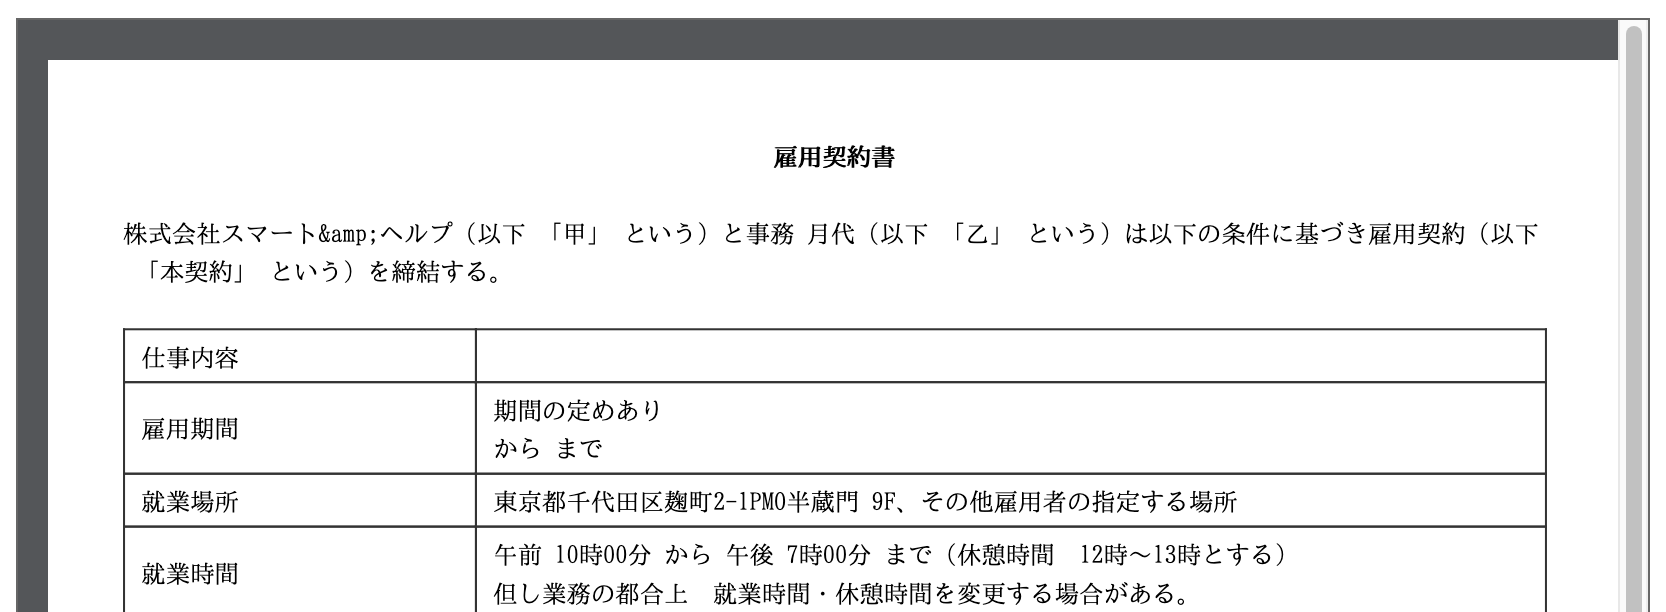 雇用契約書
株式会社スマート&amp;ヘルプ（以下 「甲」 という）と事務 月代（以下 「乙」 という）は以下の条件に基づき雇用契約（以下
「本契約」 という）を締結する。
仕事内容
雇用期間
期間の定めあり
から まで
就業場所
東京都千代田区麹町2-1PMO半蔵門 9F、その他雇用者の指定する場所
就業時間
午前 10時00分 から 午後 7時00分 まで（休憩時間　12時～13時とする）
但し業務の都合上　就業時間・休憩時間を変更する場合がある。